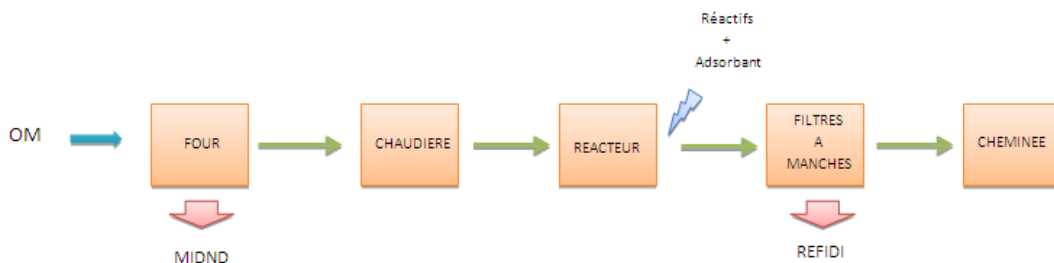 Réactifs
+
Adsorbant
OM
FOUR
CHAUDIERE
REACTEUR
FILTRES
A
MANCHES
CHEMINEE
MIDND
REFIDI